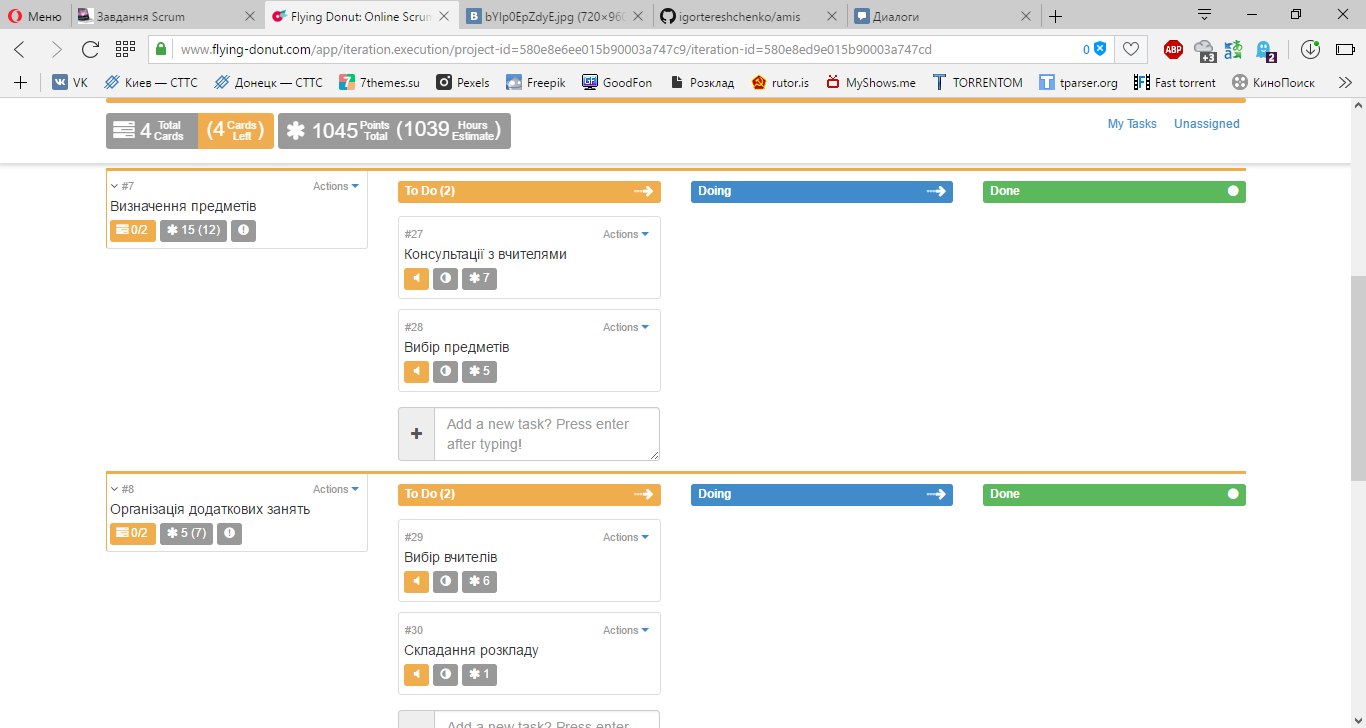 Меню
Завдання Scrum
Flying Donut: Online Scrum
bYlp0EpZdyE.jpg (720×960
igortereshchenko/amis
Диалоги
www.flying-donut.com/app/iteration.execution/project-id=580e8e6ee015b90003a747c9/iteration-id=580e8ed9e015b90003a747cd
0
ABP
+3
2
VK
Киев — СТТС
Донецк — СТТС
7themes.su
Pexels
Freepik
GoodFon
Розклад
rutor.is
MyShows.me
TORRENTOM
tparser.org
Fast torrent
КиноПоиск
4 Total Cards
(4 Cards Left)
1045 Points Total (1039 Hours Estimate)
My Tasks
Unassigned
#7
Actions
Визначення предметів
0/2
15 (12)
To Do (2)
Doing
Done
#27
Actions
Консультації з вчителями
7
#28
Actions
Вибір предметів
5
Add a new task? Press enter
after typing!
#8
Actions
Організація додаткових занять
0/2
5 (7)
To Do (2)
Doing
Done
#29
Actions
Вибір вчителів
6
#30
Actions
Складання розкладу
1
Add a new task? Press enter